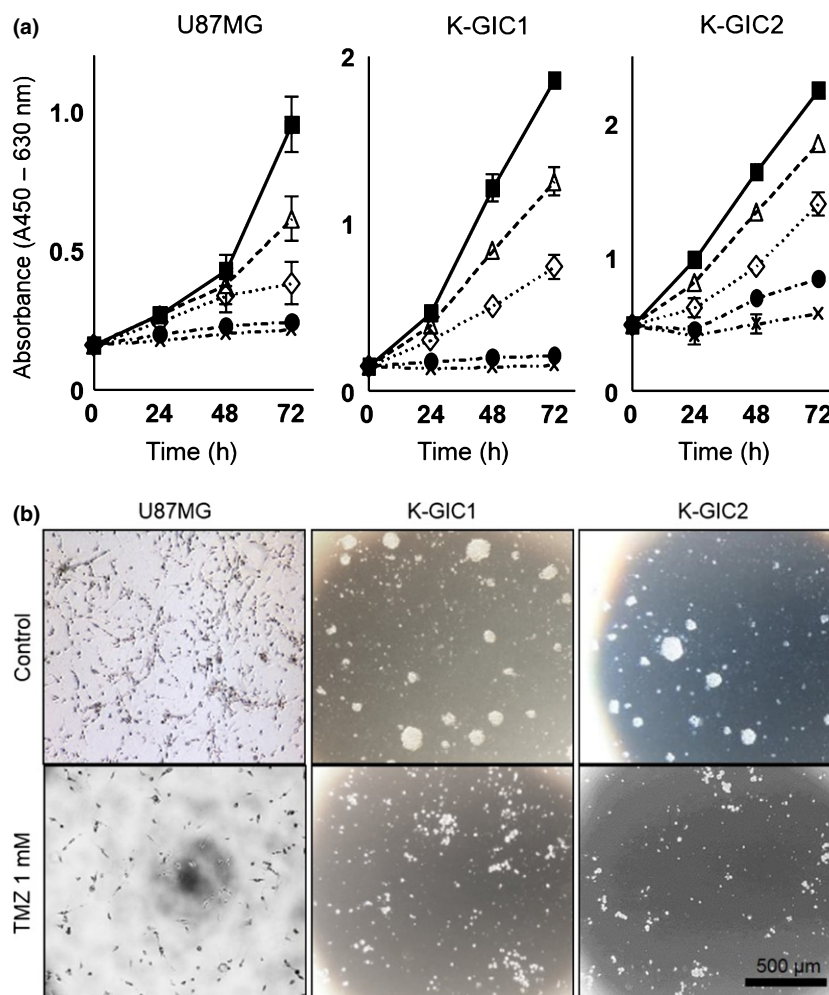 (a)
U87MG
K-GIC1
K-GIC2
Absorbance (A450 – 630 nm)
1.0
0.5
0
2
1
0
2
1
0
0 24 48 72
0 24 48 72
0 24 48 72
Time (h)
Time (h)
Time (h)
(b)
U87MG
K-GIC1
K-GIC2
Control
TMZ 1 mM
500 µm